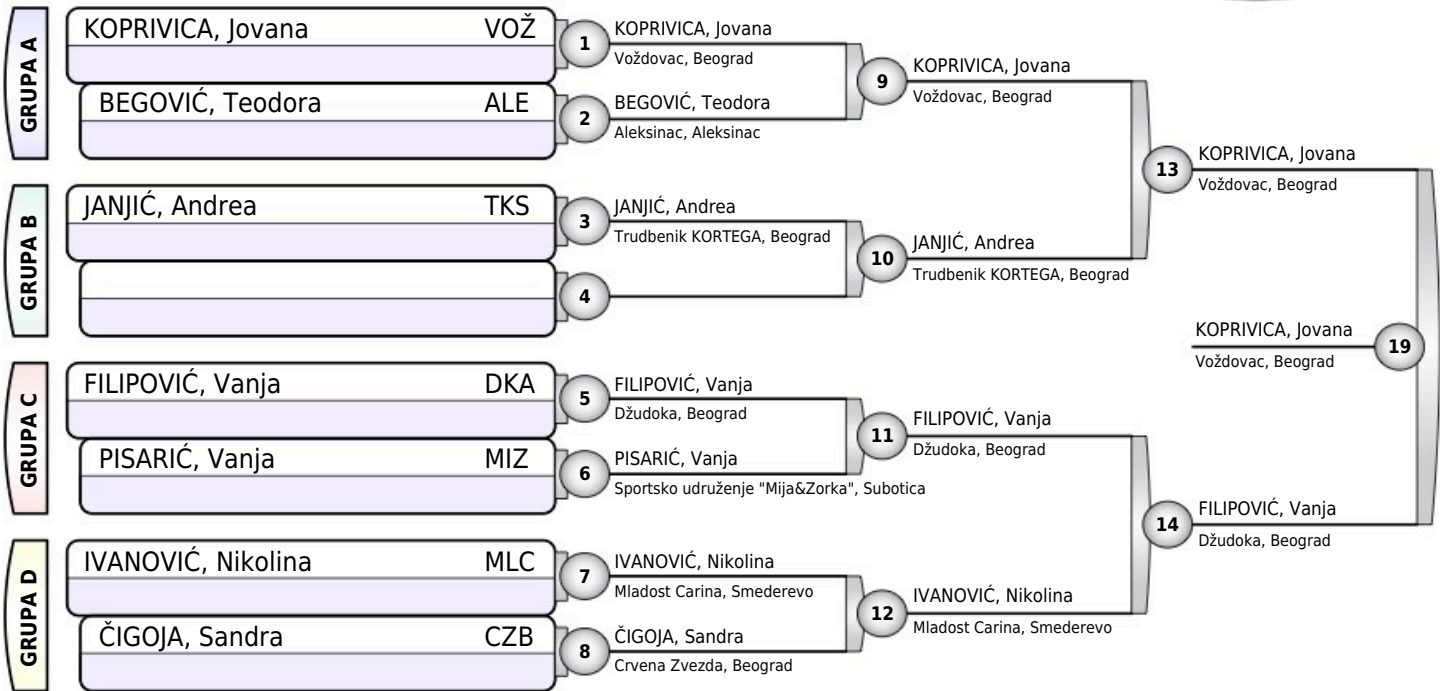 GRUPA A
KOPRIVICA, Jovana VOŽ
BEGOVIĆ, Teodora ALE
1
KOPRIVICA, Jovana
Voždovac, Beograd
2
BEGOVIĆ, Teodora
Aleksinac, Aleksinac
9
KOPRIVICA, Jovana
Voždovac, Beograd
GRUPA B
JANJIĆ, Andrea TKS
3
JANJIĆ, Andrea
Trudbenik KORTEGA, Beograd
4
10
JANJIĆ, Andrea
Trudbenik KORTEGA, Beograd
13
KOPRIVICA, Jovana
Voždovac, Beograd
GRUPA C
FILIPOVIĆ, Vanja DKA
PISARIĆ, Vanja MIZ
5
FILIPOVIĆ, Vanja
Džudoka, Beograd
6
PISARIĆ, Vanja
Sportsko udruženje "Mija&Zorka", Subotica
11
FILIPOVIĆ, Vanja
Džudoka, Beograd
GRUPA D
IVANOVIĆ, Nikolina MLC
ČIGOJA, Sandra CZB
7
IVANOVIĆ, Nikolina
Mladost Carina, Smederevo
8
ČIGOJA, Sandra
Crvena Zvezda, Beograd
12
IVANOVIĆ, Nikolina
Mladost Carina, Smederevo
14
FILIPOVIĆ, Vanja
Džudoka, Beograd
KOPRIVICA, Jovana
Voždovac, Beograd
19